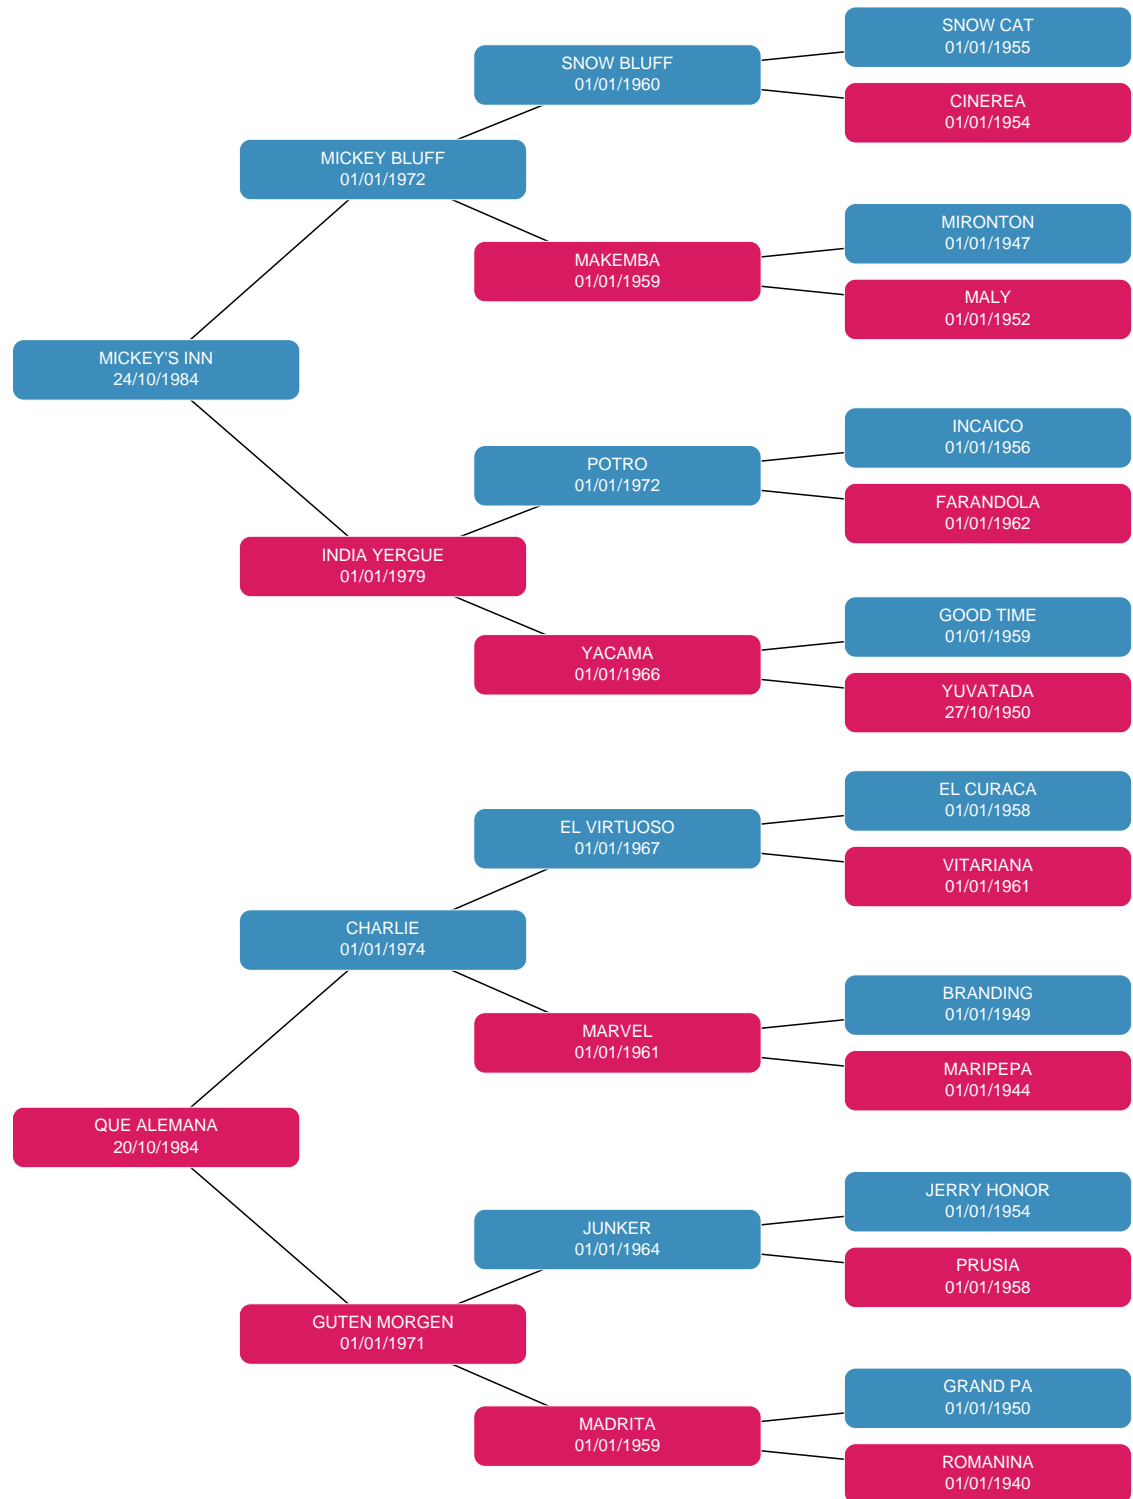 SNOW CAT
01/01/1955
SNOW BLUFF
01/01/1960
CINEREA
01/01/1954
MICKEY BLUFF
01/01/1972
MIRONTON
01/01/1947
MAKEMBA
01/01/1959
MALY
01/01/1952
MICKEY'S INN
24/10/1984
INCAICO
01/01/1956
POTRO
01/01/1972
FARANDOLA
01/01/1962
INDIA YERGUE
01/01/1979
GOOD TIME
01/01/1959
YACAMA
01/01/1966
YUVATADA
27/10/1950
EL CURACA
01/01/1958
EL VIRTUOSO
01/01/1967
VITARIANA
01/01/1961
CHARLIE
01/01/1974
BRANDING
01/01/1949
MARVEL
01/01/1961
MARIPEPA
01/01/1944
QUE ALEMANA
20/10/1984
JERRY HONOR
01/01/1954
JUNKER
01/01/1964
PRUSIA
01/01/1958
GUTEN MORGEN
01/01/1971
GRAND PA
01/01/1950
MADRITA
01/01/1959
ROMANINA
01/01/1940